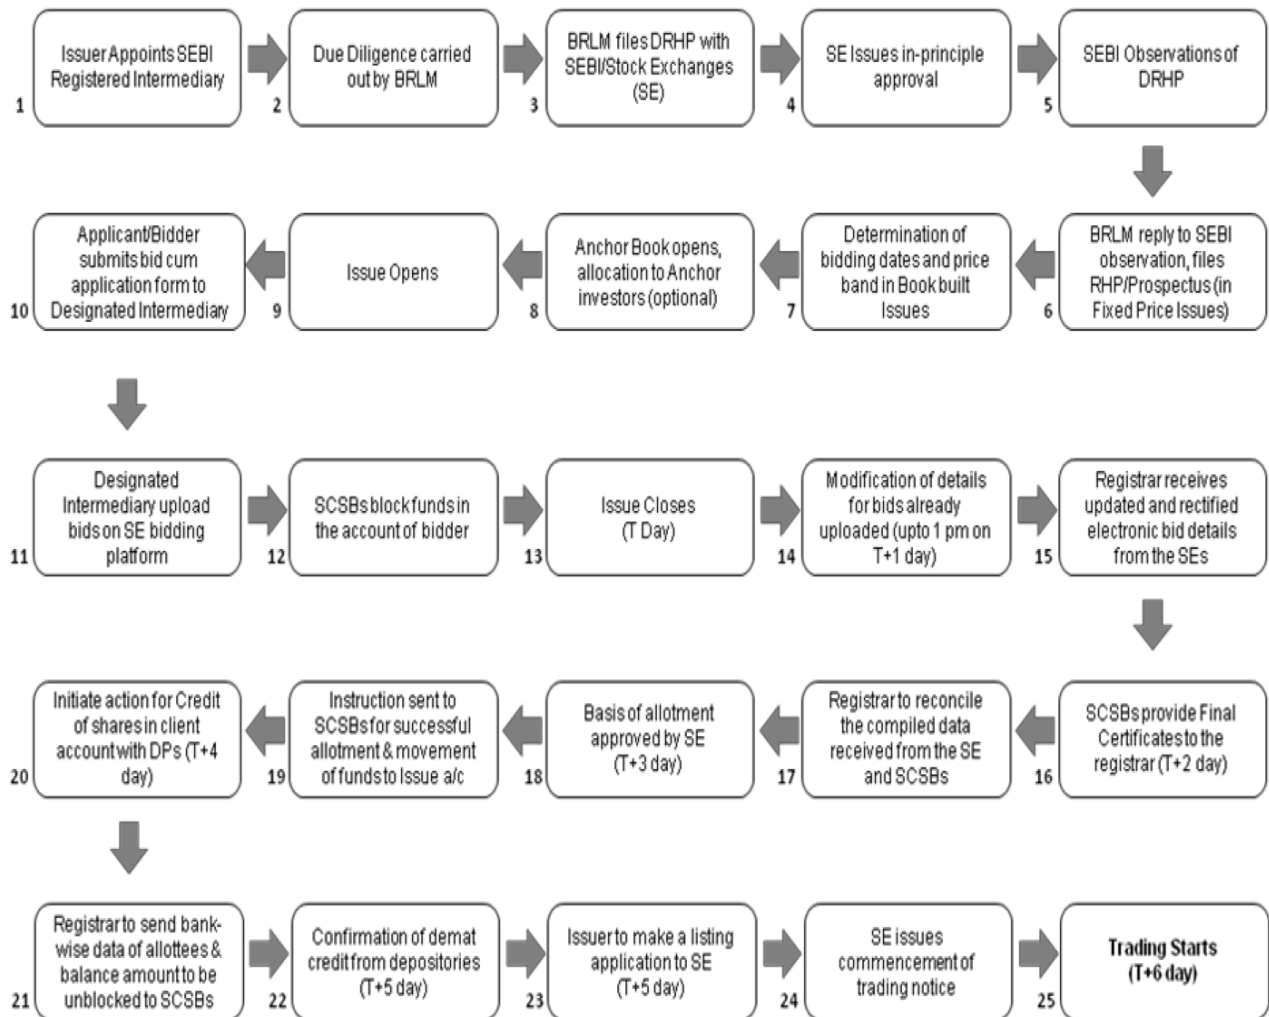 Issuer Appoints SEBI
Registered Intermediary
1
Due Diligence carried
out by BRLM
2
BRLM files DRHP with
SEBI/Stock Exchanges
(SE)
3
SE Issues in-principle
approval
4
SEBI Observations of
DRHP
5
BRLM reply to SEBI
observation, files
RHP/Prospectus (in
Fixed Price Issues)
6
Determination of
bidding dates and price
band in Book built
Issues
7
Anchor Book opens,
allocation to Anchor
investors (optional)
8
Issue Opens
9
Applicant/Bidder
submits bid cum
application form to
Designated Intermediary
10
Designated
Intermediary upload
bids on SE bidding
platform
11
SCSBs block funds in
the account of bidder
12
Issue Closes
(T Day)
13
Modification of details
for bids already
uploaded (upto 1 pm on
T+1 day)
14
Registrar receives
updated and rectified
electronic bid details
from the SEs
15
SCSBs provide Final
Certificates to the
registrar (T+2 day)
16
Registrar to reconcile
the compiled data
received from the SE
and SCSBs
17
Basis of allotment
approved by SE
(T+3 day)
18
Instruction sent to
SCSBs for successful
allotment & movement
of funds to Issue a/c
19
Initiate action for Credit
of shares in client
account with DPs (T+4
day)
20
Registrar to send bank-
wise data of allottees &
balance amount to be
unblocked to SCSBs
21
Confirmation of demat
credit from depositories
(T+5 day)
22
Issuer to make a listing
application to SE
(T+5 day)
23
SE issues
commencement of
trading notice
24
Trading Starts
(T+6 day)
25